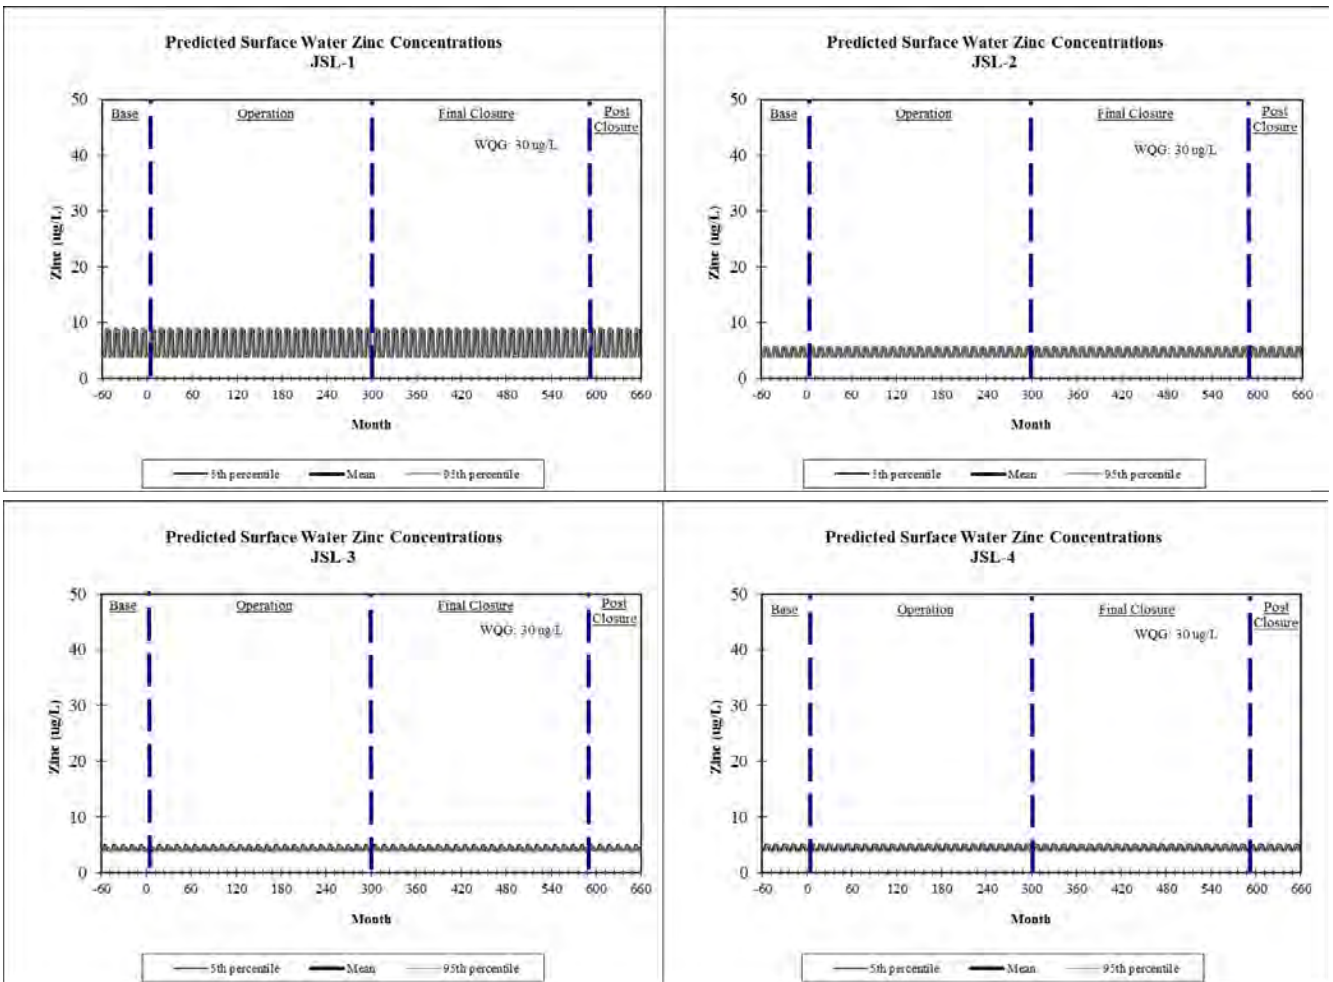 Predicted Surface Water Zinc Concentrations
JSL-1
50
40
30
20
10
0
Zinc (ug/L)
Base
Operation
Final Closure
Post
Closure
WQG: 30 ug/L
-60 0 60 120 180 240 300 360 420 480 540 600 660
Month
5th percentile Mean 95th percentile
Predicted Surface Water Zinc Concentrations
JSL-2
50
40
30
20
10
0
Zinc (ug/L)
Base
Operation
Final Closure
Post
Closure
WQG: 30 ug/L
-60 0 60 120 180 240 300 360 420 480 540 600 660
Month
5th percentile Mean 95th percentile
Predicted Surface Water Zinc Concentrations
JSL-3
50
40
30
20
10
0
Zinc (ug/L)
Base
Operation
Final Closure
Post
Closure
WQG: 30 ug/L
-60 0 60 120 180 240 300 360 420 480 540 600 660
Month
5th percentile Mean 95th percentile
Predicted Surface Water Zinc Concentrations
JSL-4
50
40
30
20
10
0
Zinc (ug/L)
Base
Operation
Final Closure
Post
Closure
WQG: 30 ug/L
-60 0 60 120 180 240 300 360 420 480 540 600 660
Month
5th percentile Mean 95th percentile